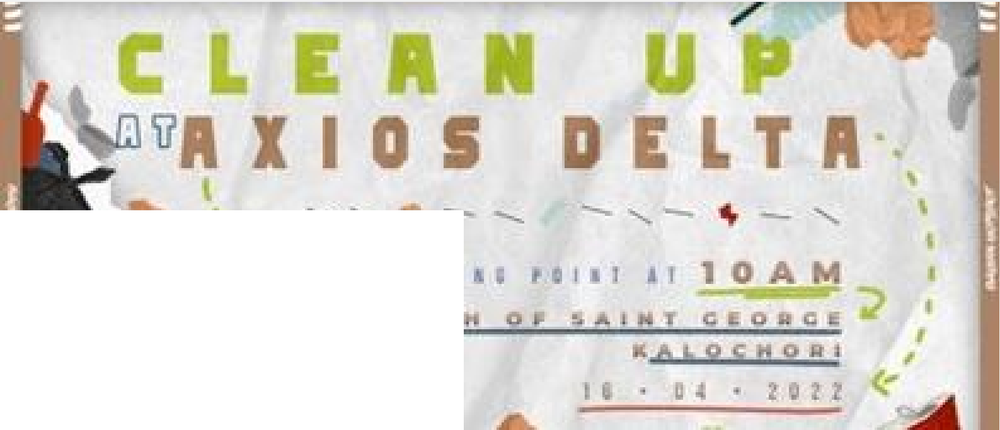 CLEAN UP
AT AXIOS DELTA
POINT AT 10AM
OF SAINT GEORGE
KALOCHORI
16 • 04 • 2022